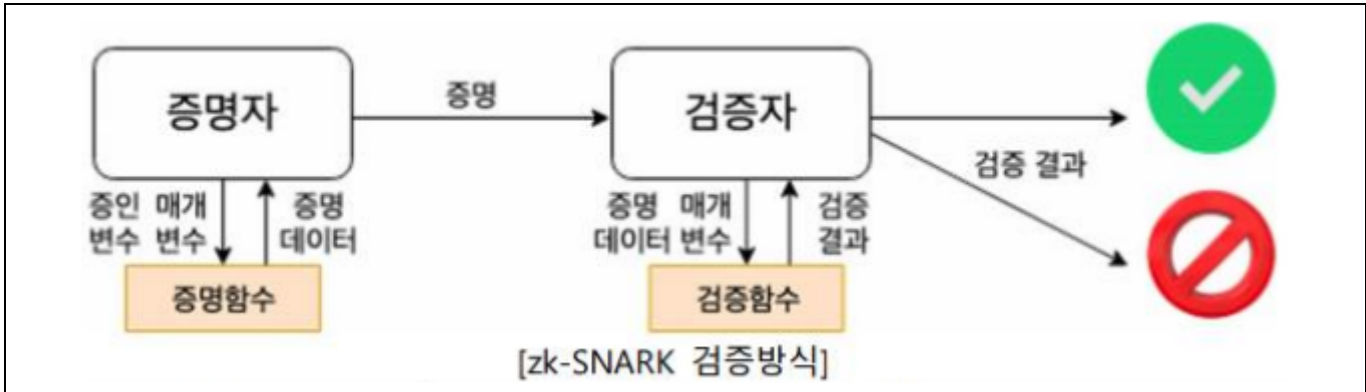 증명자
증명
검증자
검증 결과
증인 매개
변수 변수
증명
데이터
증명 매개
데이터 변수
검증
결과
증명함수
검증함수
[zk-SNARK 검증방식]